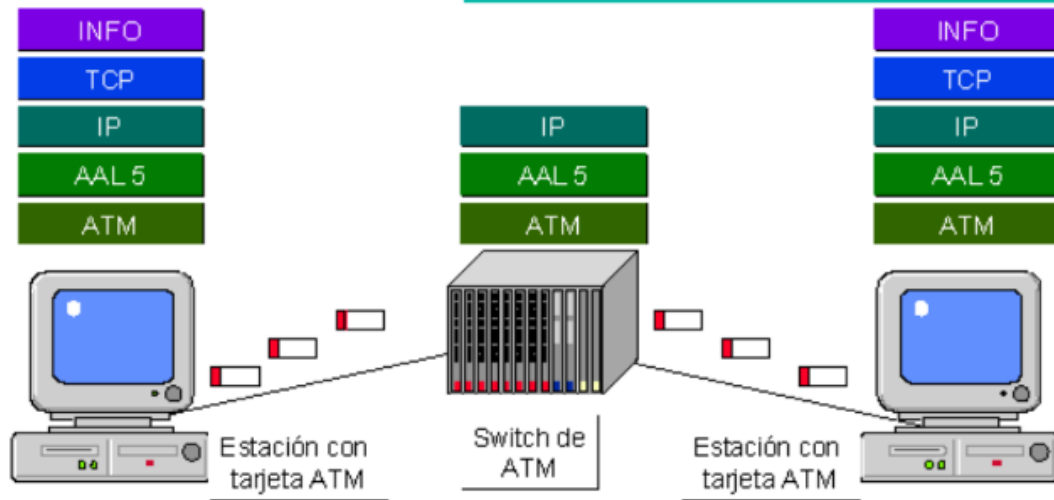 INFO
TCP
IP
AAL 5
ATM
IP
AAL 5
ATM
INFO
TCP
IP
AAL 5
ATM
Estación con
tarjeta ATM
Switch de
ATM
Estación con
tarjeta ATM